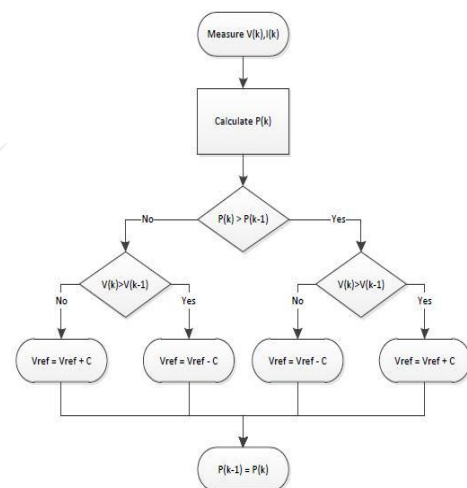 Measure V(k),I(k)
Calculate P(k)
P(k) > P(k-1)
No
Yes
V(k)>V(k-1)
V(k)>V(k-1)
No
Yes
No
Yes
Vref = Vref + C
Vref = Vref - C
Vref = Vref - C
Vref = Vref + C
P(k-1) = P(k)